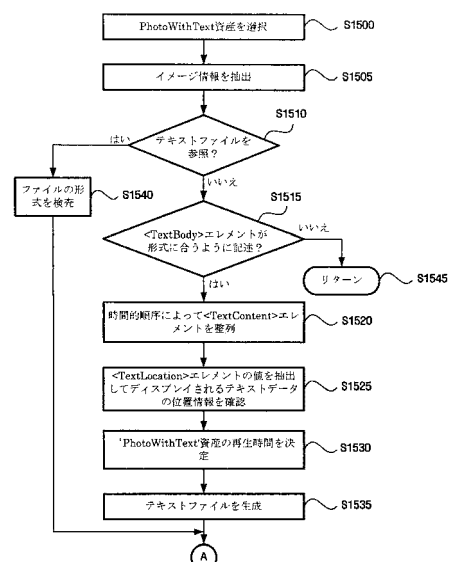 PhotoWithText資産を選択
S1500
イメージ情報を抽出
S1505
S1510
はい
テキストファイルを
参照？
いいえ
ファイルの形
式を検査
S1540
S1515
<TextBody>エレメントが
形式に合うように記述？
いいえ
はい
リターン
S1545
時間的順序によって<TextContent>エレ
メントを整列
S1520
<TextLocation>エレメントの値を抽出
してディスプレイされるテキストデータ
の位置情報を確認
S1525
'PhotoWithText'資産の再生時間を決
定
S1530
テキストファイルを生成
S1535
A